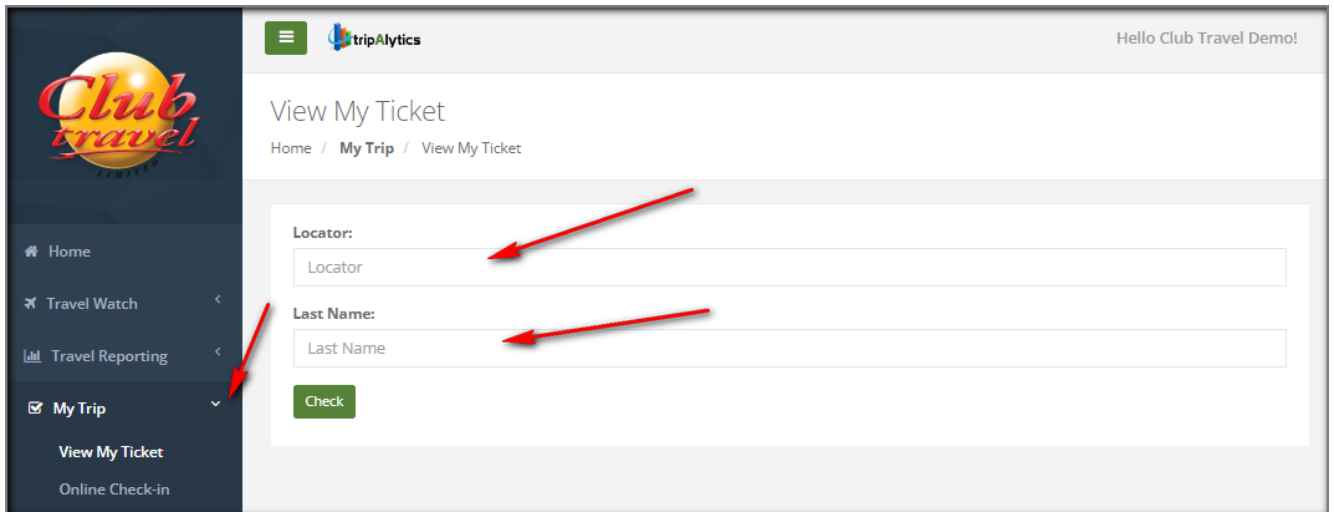 Club
travel
LIMITED
Home
Travel Watch
Travel Reporting
My Trip
View My Ticket
Online Check-in
tripAlytics
Hello Club Travel Demo!
View My Ticket
Home / My Trip / View My Ticket
Locator:
Locator
Last Name:
Last Name
Check